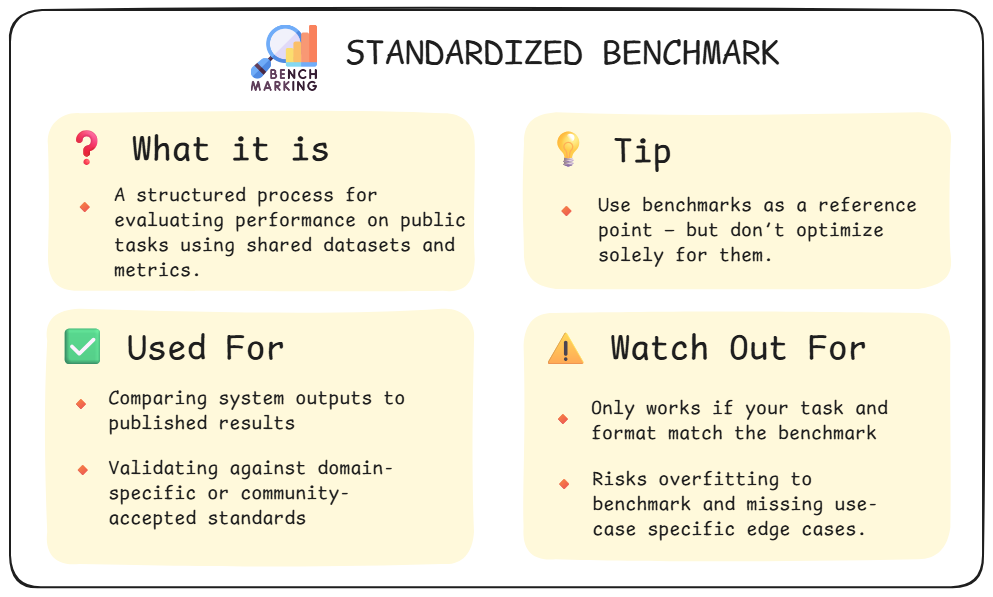 BENCH
MARKING
STANDARDIZED BENCHMARK
What it is
A structured process for
evaluating performance on public
tasks using shared datasets and
metrics.
Tip
Use benchmarks as a reference
point – but don't optimize
solely for them.
Used For
Comparing system outputs to
published results
Validating against domain-
specific or community-
accepted standards
Watch Out For
Only works if your task and
format match the benchmark
Risks overfitting to
benchmark and missing use-
case specific edge cases.